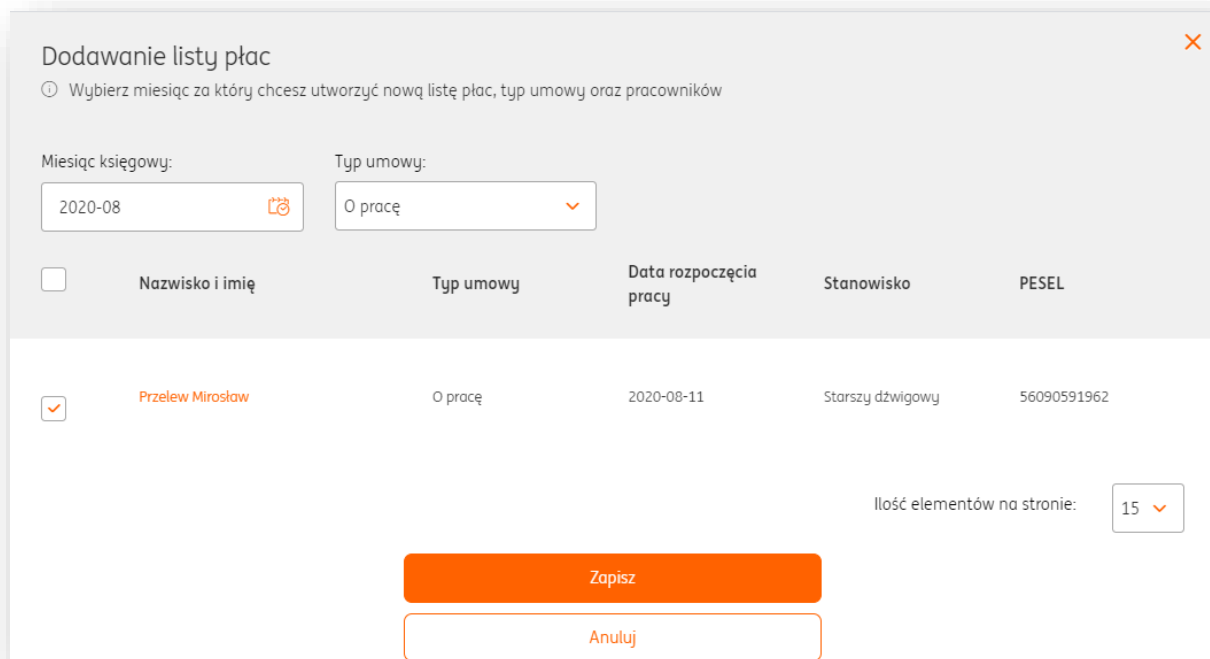 Dodawanie listy płac
Wybierz miesiąc za który chcesz utworzyć nową listę płac, typ umowy oraz pracowników
Miesiąc księgowy: Typ umowy:
2020-08 O pracę
Nazwisko i imię Typ umowy Data rozpoczęcia pracy Stanowisko PESEL
Przelew Mirosław O pracę 2020-08-11 Starszy dźwigowy 56090591962
Ilość elementów na stronie: 15
Zapisz
Anuluj